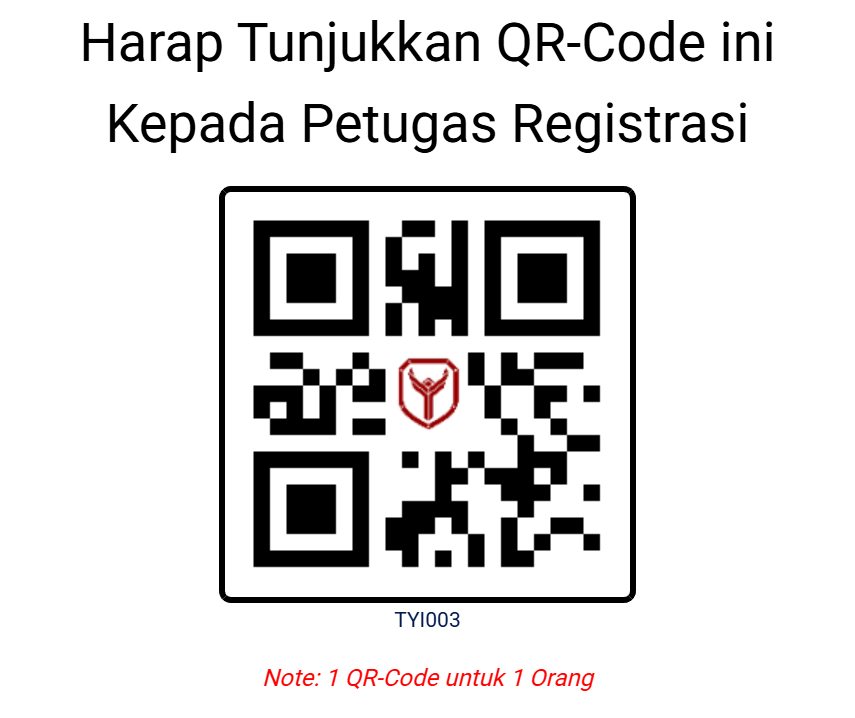 Harap Tunjukkan QR-Code ini
Kepada Petugas Registrasi
TYI003
Note: 1 QR-Code untuk 1 Orang